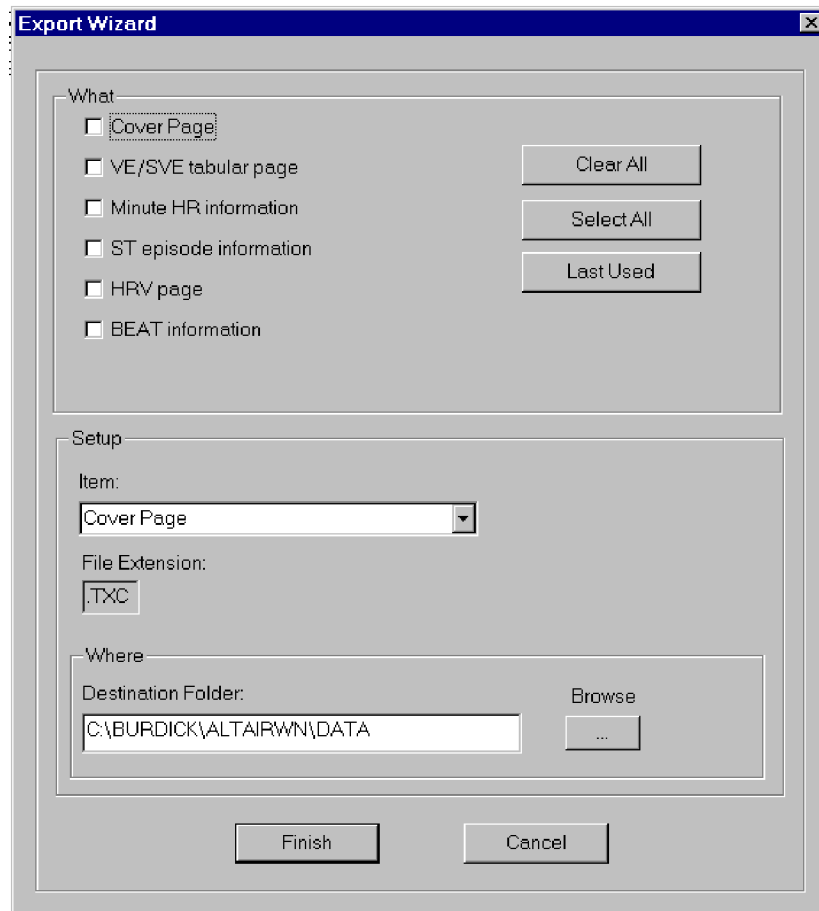 Export Wizard
What
Cover Page
VE/SVE tabular page
Minute HR information
ST episode information
HRV page
BEAT information
Clear All
Select All
Last Used
Setup
Item:
Cover Page
File Extension:
.TXC
Where
Destination Folder:
C:\BURDICK\ALTAIRWN\DATA
Browse
...
Finish
Cancel